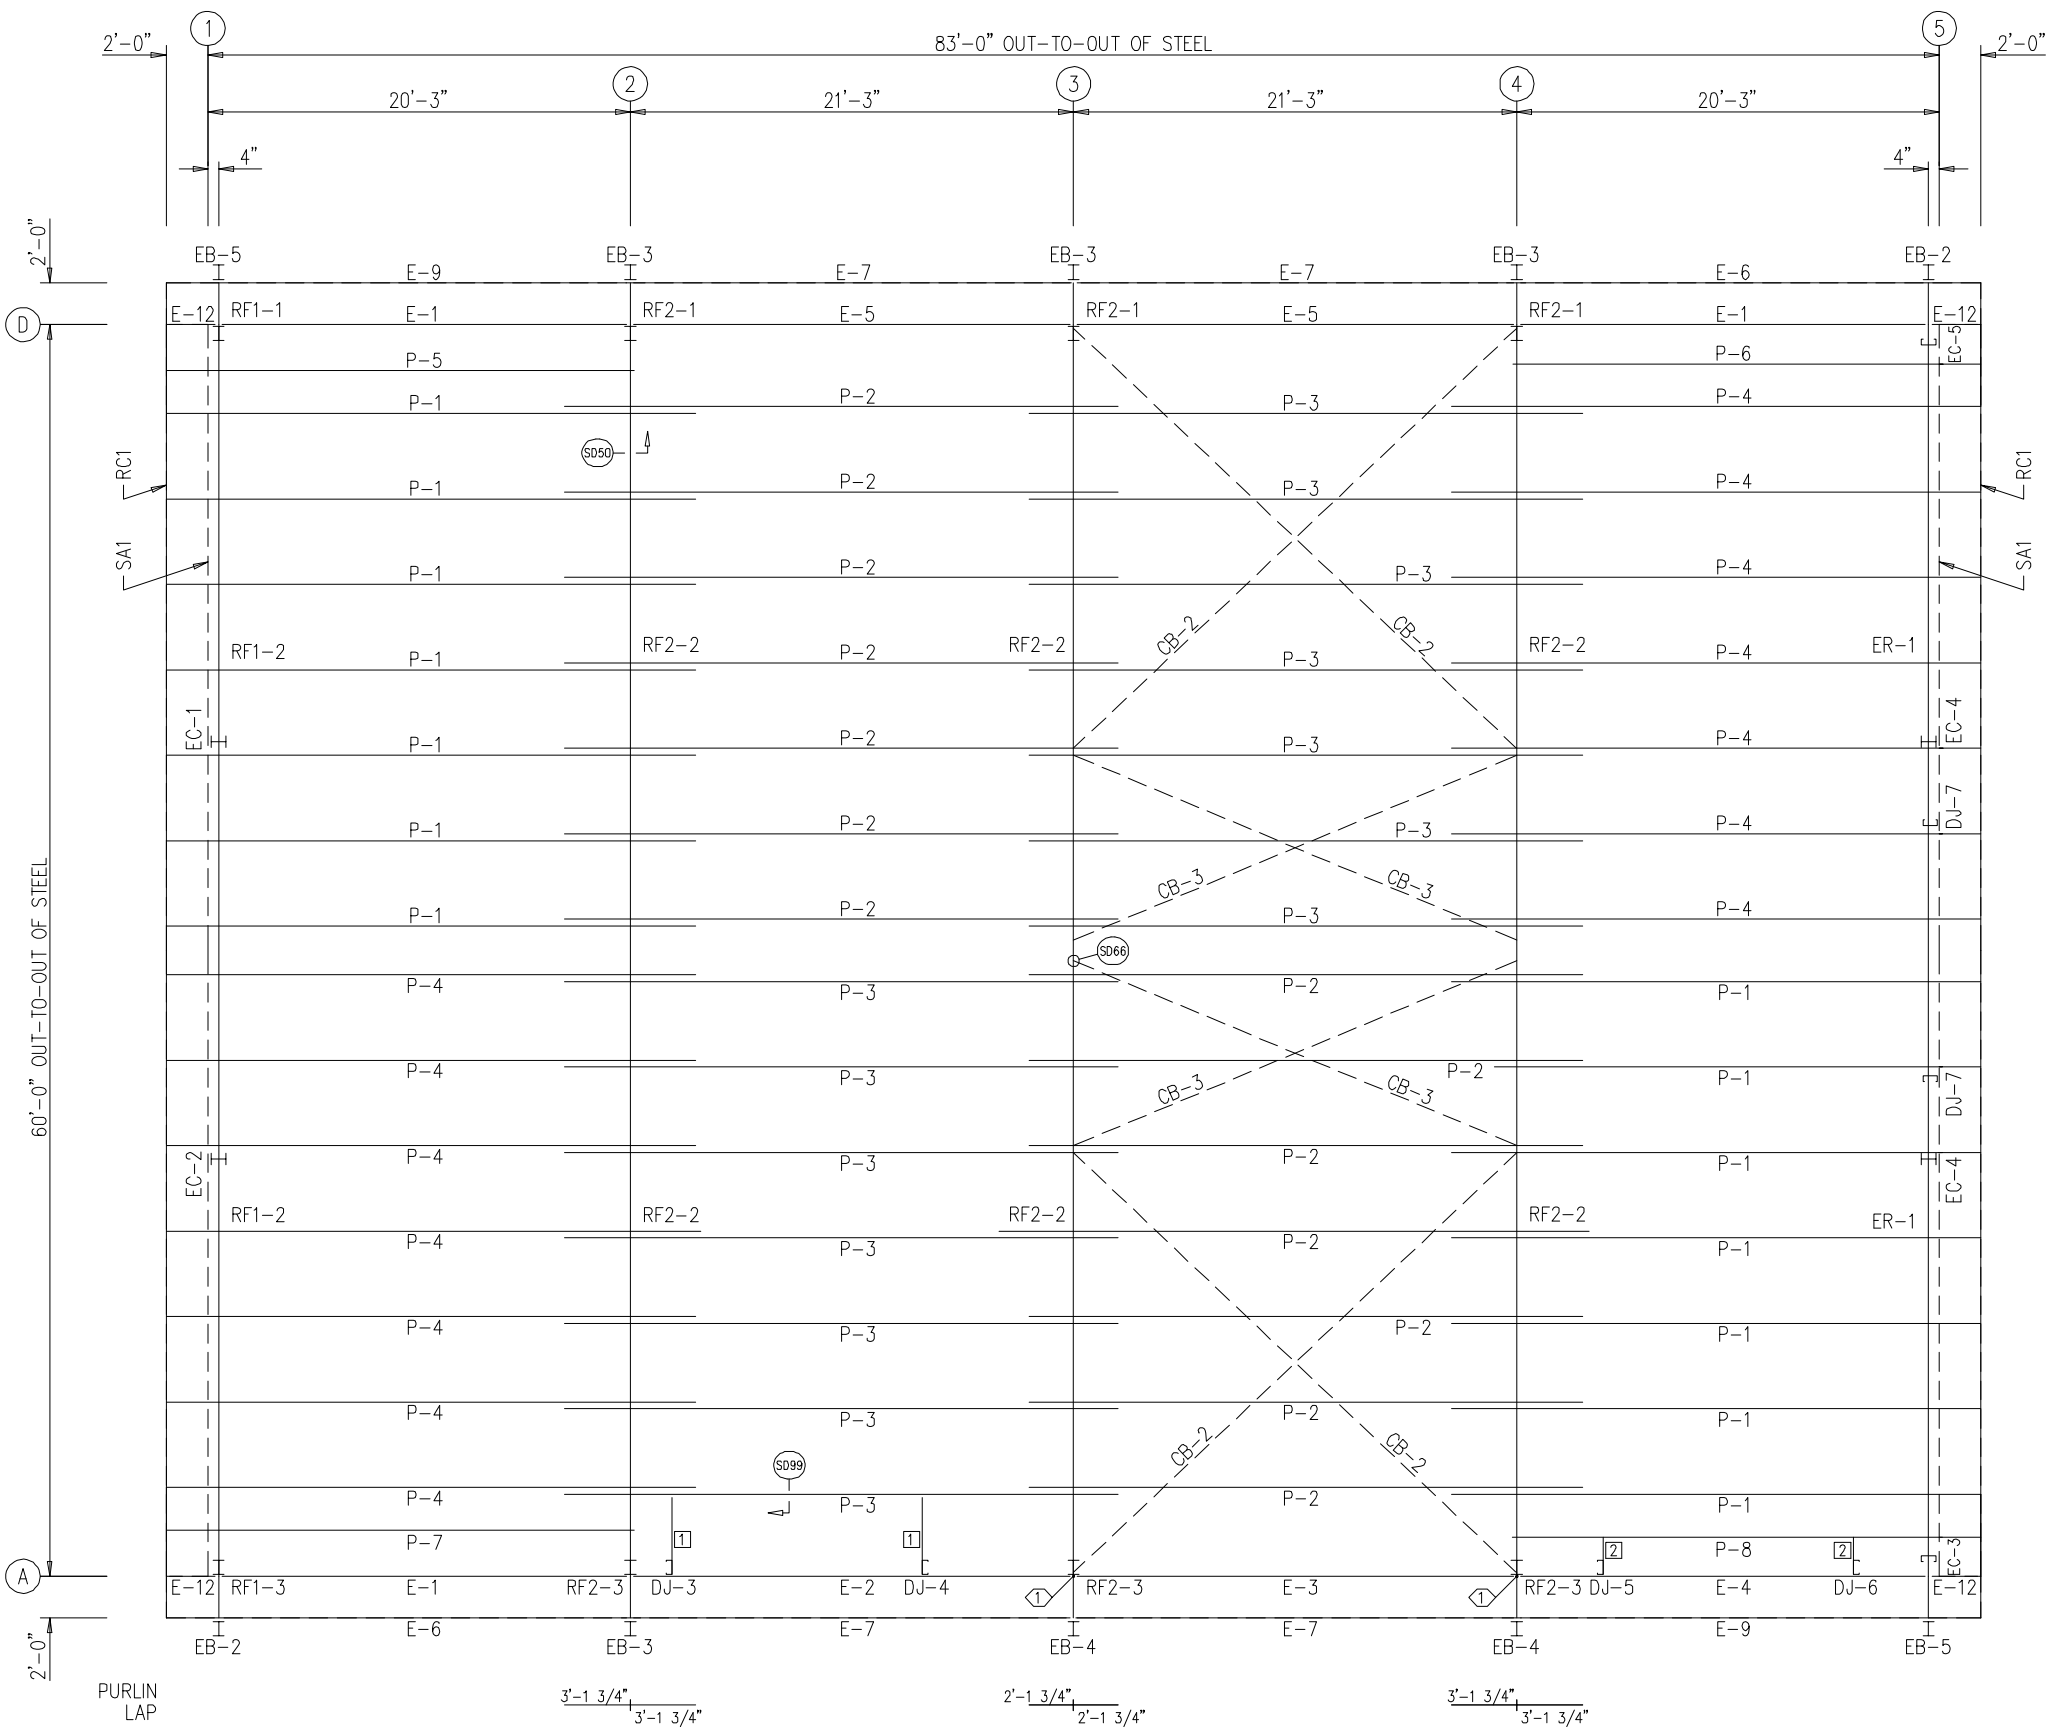 1 5
2'-0" 83'-0" OUT-TO-OUT OF STEEL 2'-0"
2 3 4
20'-3" 21'-3" 21'-3" 20'-3"
4" 4"
2'-0"
EB-5 EB-3 EB-3 EB-3 EB-2
E-9 E-7 E-7 E-6
D E-12 RF1-1 E-1 RF2-1 E-5 RF2-1 E-5 RF2-1 E-1 E-12
EC-5
P-5 P-6
P-1 P-2 P-3 P-4
SD50
RC1 RC1
P-1 P-2 P-3 P-4
SA1 SA1
P-1 P-2 P-3 P-4
CB-2 CB-2
RF1-2 RF2-2 RF2-2 RF2-2 ER-1
P-1 P-2 P-3 P-4
EC-1 EC-4
P-1 P-2 P-3 P-4
DJ-7
P-1 P-2 P-3 P-4
CB-3 CB-3
60'-0" OUT-TO-OUT OF STEEL
P-1 P-2 P-3 P-4
SD66
P-4 P-3 P-2 P-1
P-4 P-3 P-2 P-1
CB-3 CB-3
DJ-7
P-4 P-3 P-2 P-1
EC-2 EC-4
RF1-2 RF2-2 RF2-2 RF2-2 ER-1
P-4 P-3 P-2 P-1
P-4 P-3 P-2 P-1
P-4 P-3 P-2 P-1
CB-2 CB-2
SD99
P-4 P-3 P-2 P-1
P-7 1 1 2 P-8 2
EC-3
A E-12 RF1-3 E-1 RF2-3 DJ-3 E-2 DJ-4 1 RF2-3 E-3 1 RF2-3 DJ-5 E-4 DJ-6 E-12
E-6 E-7 E-7 E-9
EB-2 EB-3 EB-4 EB-4 EB-5
2'-0"
PURLIN
LAP
3'-1 3/4" 2'-1 3/4" 3'-1 3/4"
3'-1 3/4" 2'-1 3/4" 3'-1 3/4"